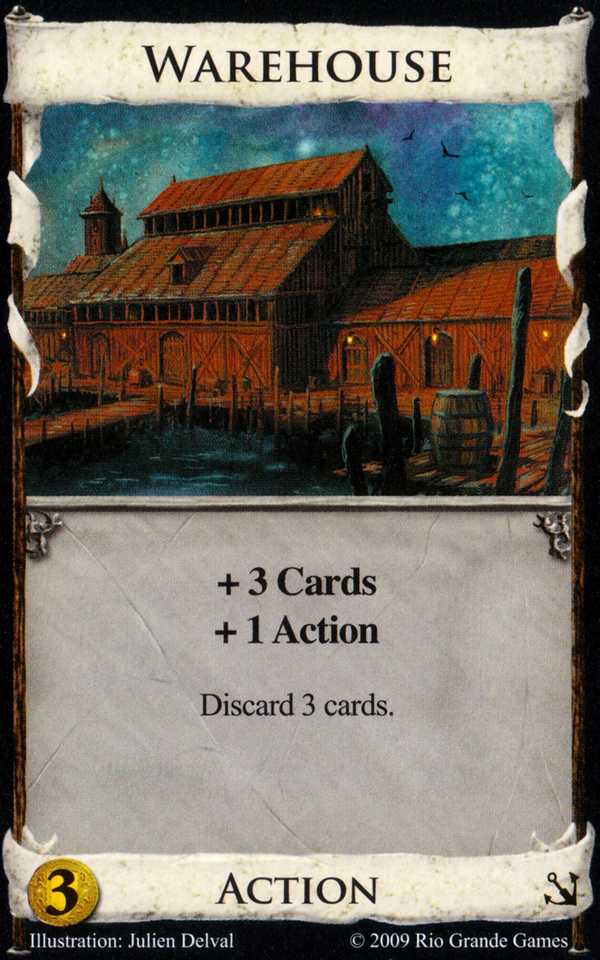 WAREHOUSE
+ 3 Cards
+ 1 Action
Discard 3 cards.
3
ACTION
Illustration: Julien Delval
© 2009 Rio Grande Games